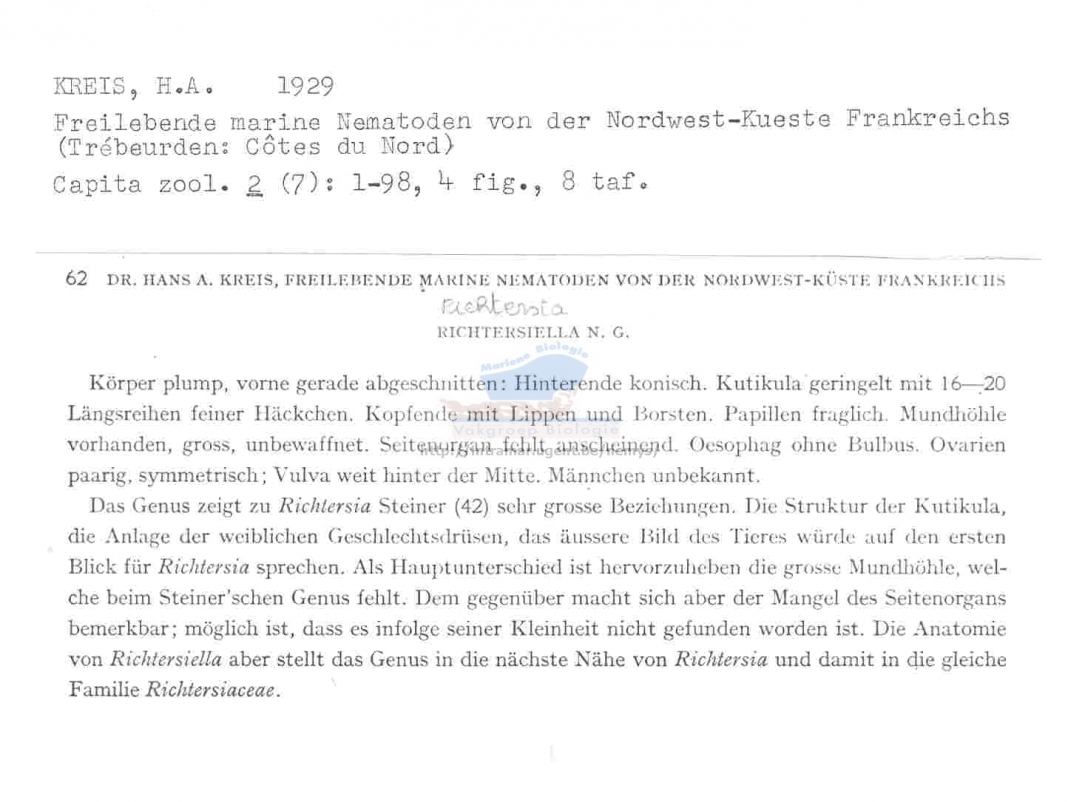 KREIS, H.A. 1929
Freilebende marine Nematoden von der Nordwest-Kueste Frankreichs
(Trébeurden: Côtes du Nord)
Capita zool. 2 (7): 1-98, 4 fig., 8 taf.
62 DR. HANS A. KREIS, FREILEBENDE MARINE NEMATODEN VON DER NORDWEST-KÜSTE FRANKREICHS
Richtersia
RICHTERSIELLA N. G.
Mariene Biologie
Körper plump, vorne gerade abgeschnitten: Hinterende konisch. Kutikula geringelt mit 16—20
Längsreihen feiner Häckchen. Kopfende mit Lippen und Borsten. Papillen fraglich. Mundhöhle
Vakgroep Biologie
vorhanden, gross, unbewaffnet. Seitenorgan fehlt anscheinend. Oesophag ohne Bulbus. Ovarien
paarig, symmetrisch; Vulva weit hinter der Mitte. Männchen unbekannt.
Das Genus zeigt zu Richtersia Steiner (42) sehr grosse Beziehungen. Die Struktur der Kutikula,
die Anlage der weiblichen Geschlechtsdrüsen, das äussere Bild des Tieres würde auf den ersten
Blick für Richtersia sprechen. Als Hauptunterschied ist hervorzuheben die grosse Mundhöhle, wel-
che beim Steiner'schen Genus fehlt. Dem gegenüber macht sich aber der Mangel des Seitenorgans
bemerkbar; möglich ist, dass es infolge seiner Kleinheit nicht gefunden worden ist. Die Anatomie
von Richtersiella aber stellt das Genus in die nächste Nähe von Richtersia und damit in die gleiche
Familie Richtersiaceae.